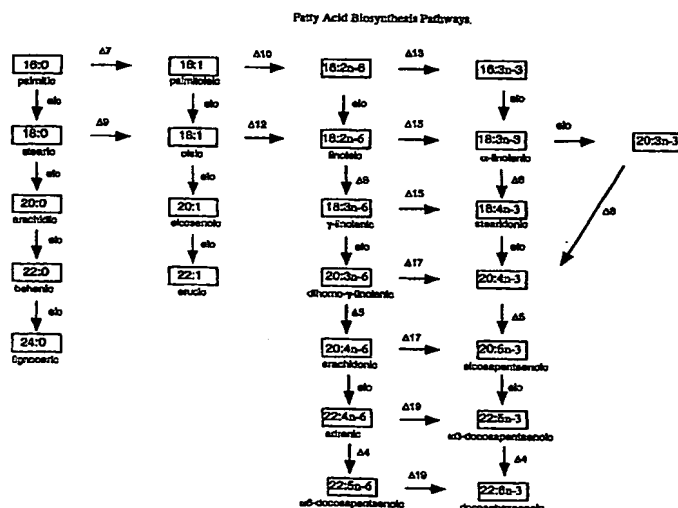 Fatty Acid Biosynthesis Pathways.
16:0 Δ7 16:1 Δ10 16:2n-6 Δ13 16:3n-3
palmitic palmitoleic
elo elo elo elo
18:0 Δ9 18:1 Δ12 18:2n-6 Δ15 18:3n-3 elo 20:3n-3
stearic oleic linoleic α-linolenic
elo elo Δ6 Δ6 Δ8
20:0 20:1 18:3n-6 Δ15 18:4n-3
arachidic eicosenoic γ-linolenic stearidonic
elo elo elo elo
22:0 22:1 20:3n-6 Δ17 20:4n-3
behenic erucic dihomo-γ-linolenic
elo Δ5 Δ5
24:0 20:4n-6 Δ17 20:5n-3
lignoceric arachidonic eicosapentaenoic
elo elo
22:4n-6 Δ19 22:5n-3
adrenic ω3-docosapentaenoic
Δ4 Δ4
22:5n-6 Δ19 22:6n-3
ω6-docosapentaenoic